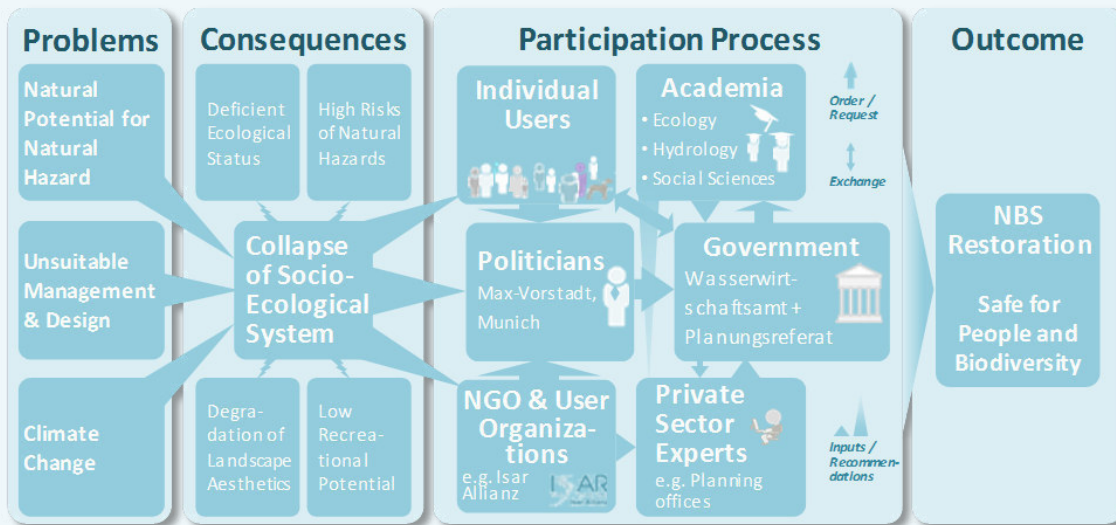 Problems
Natural
Potential for
Natural
Hazard
Unsuitable
Management
& Design
Climate
Change
Consequences
Deficient
Ecological
Status
High Risks
of Natural
Hazards
Collapse
of Socio-
Ecological
System
Degra-
dation of
Landscape
Aesthetics
Low
Recrea-
tional
Potential
Participation Process
Individual
Users
Academia
• Ecology
• Hydrology
• Social Sciences
Order /
Request
Exchange
Politicians
Max-Vorstadt,
Munich
Government
Wasserwirt-
schaftsamt +
Planungsreferat
NGO & User
Organiza-
tions
e.g. Isar
Allianz
ISAR
Private
Sector
Experts
e.g. Planning
offices
Inputs /
Recommen-
dations
Outcome
NBS
Restoration
Safe for
People and
Biodiversity